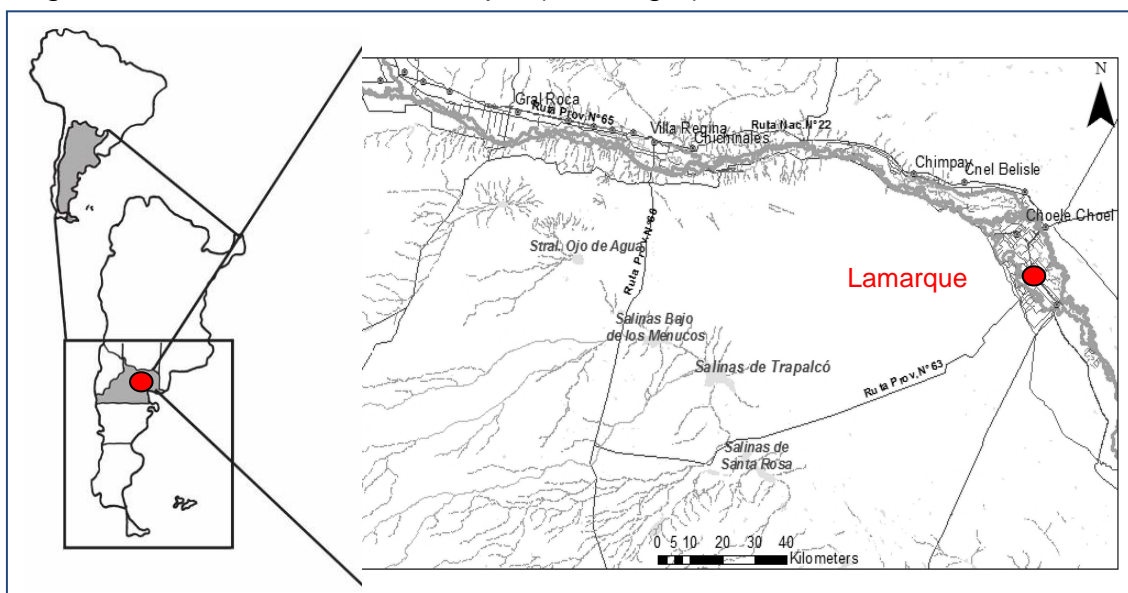 N
Gral Roca
Ruta Prov.N°65
Villa Regina
Ruta Nac.N°22
Chichinales
Chimpay
Cnel Belisle
Choele Choel
Stral. Ojo de Agua
Ruta Prov.N°68
Lamarque
Salinas Bajo
de los Menucos
Salinas de Trapalcó
Ruta Prov.N°63
Salinas de
Santa Rosa
0 5 10 20 30 40
Kilometers